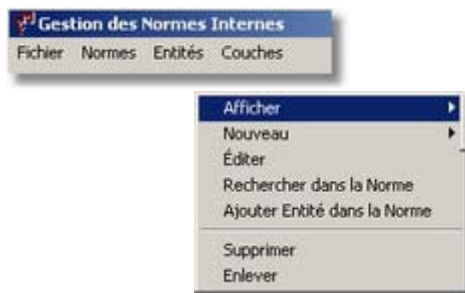 Gestion des Normes Internes
Fichier Normes Entités Couches
Afficher
Nouveau
Éditer
Rechercher dans la Norme
Ajouter Entité dans la Norme
Supprimer
Enlever